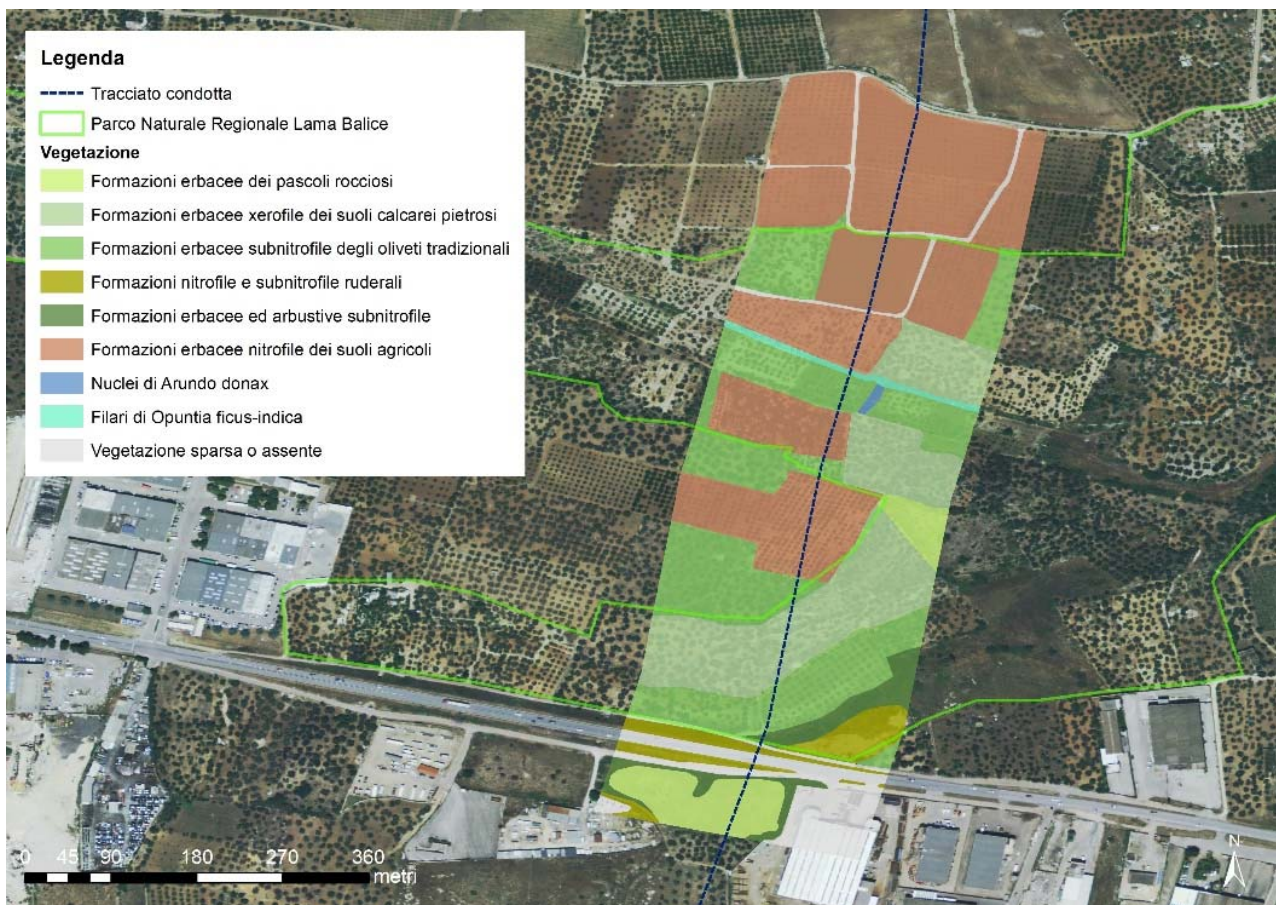 Legenda
Tracciato condotta
Parco Naturale Regionale Lama Balice
Vegetazione
Formazioni erbacee dei pascoli rocciosi
Formazioni erbacee xerofile dei suoli calcarei pietrosi
Formazioni erbacee subnitrofile degli oliveti tradizionali
Formazioni nitrofile e subnitrofile ruderali
Formazioni erbacee ed arbustive subnitrofile
Formazioni erbacee nitrofile dei suoli agricoli
Nuclei di Arundo donax
Filari di Opuntia ficus-indica
Vegetazione sparsa o assente
0 45 90 180 270 360
metri
N